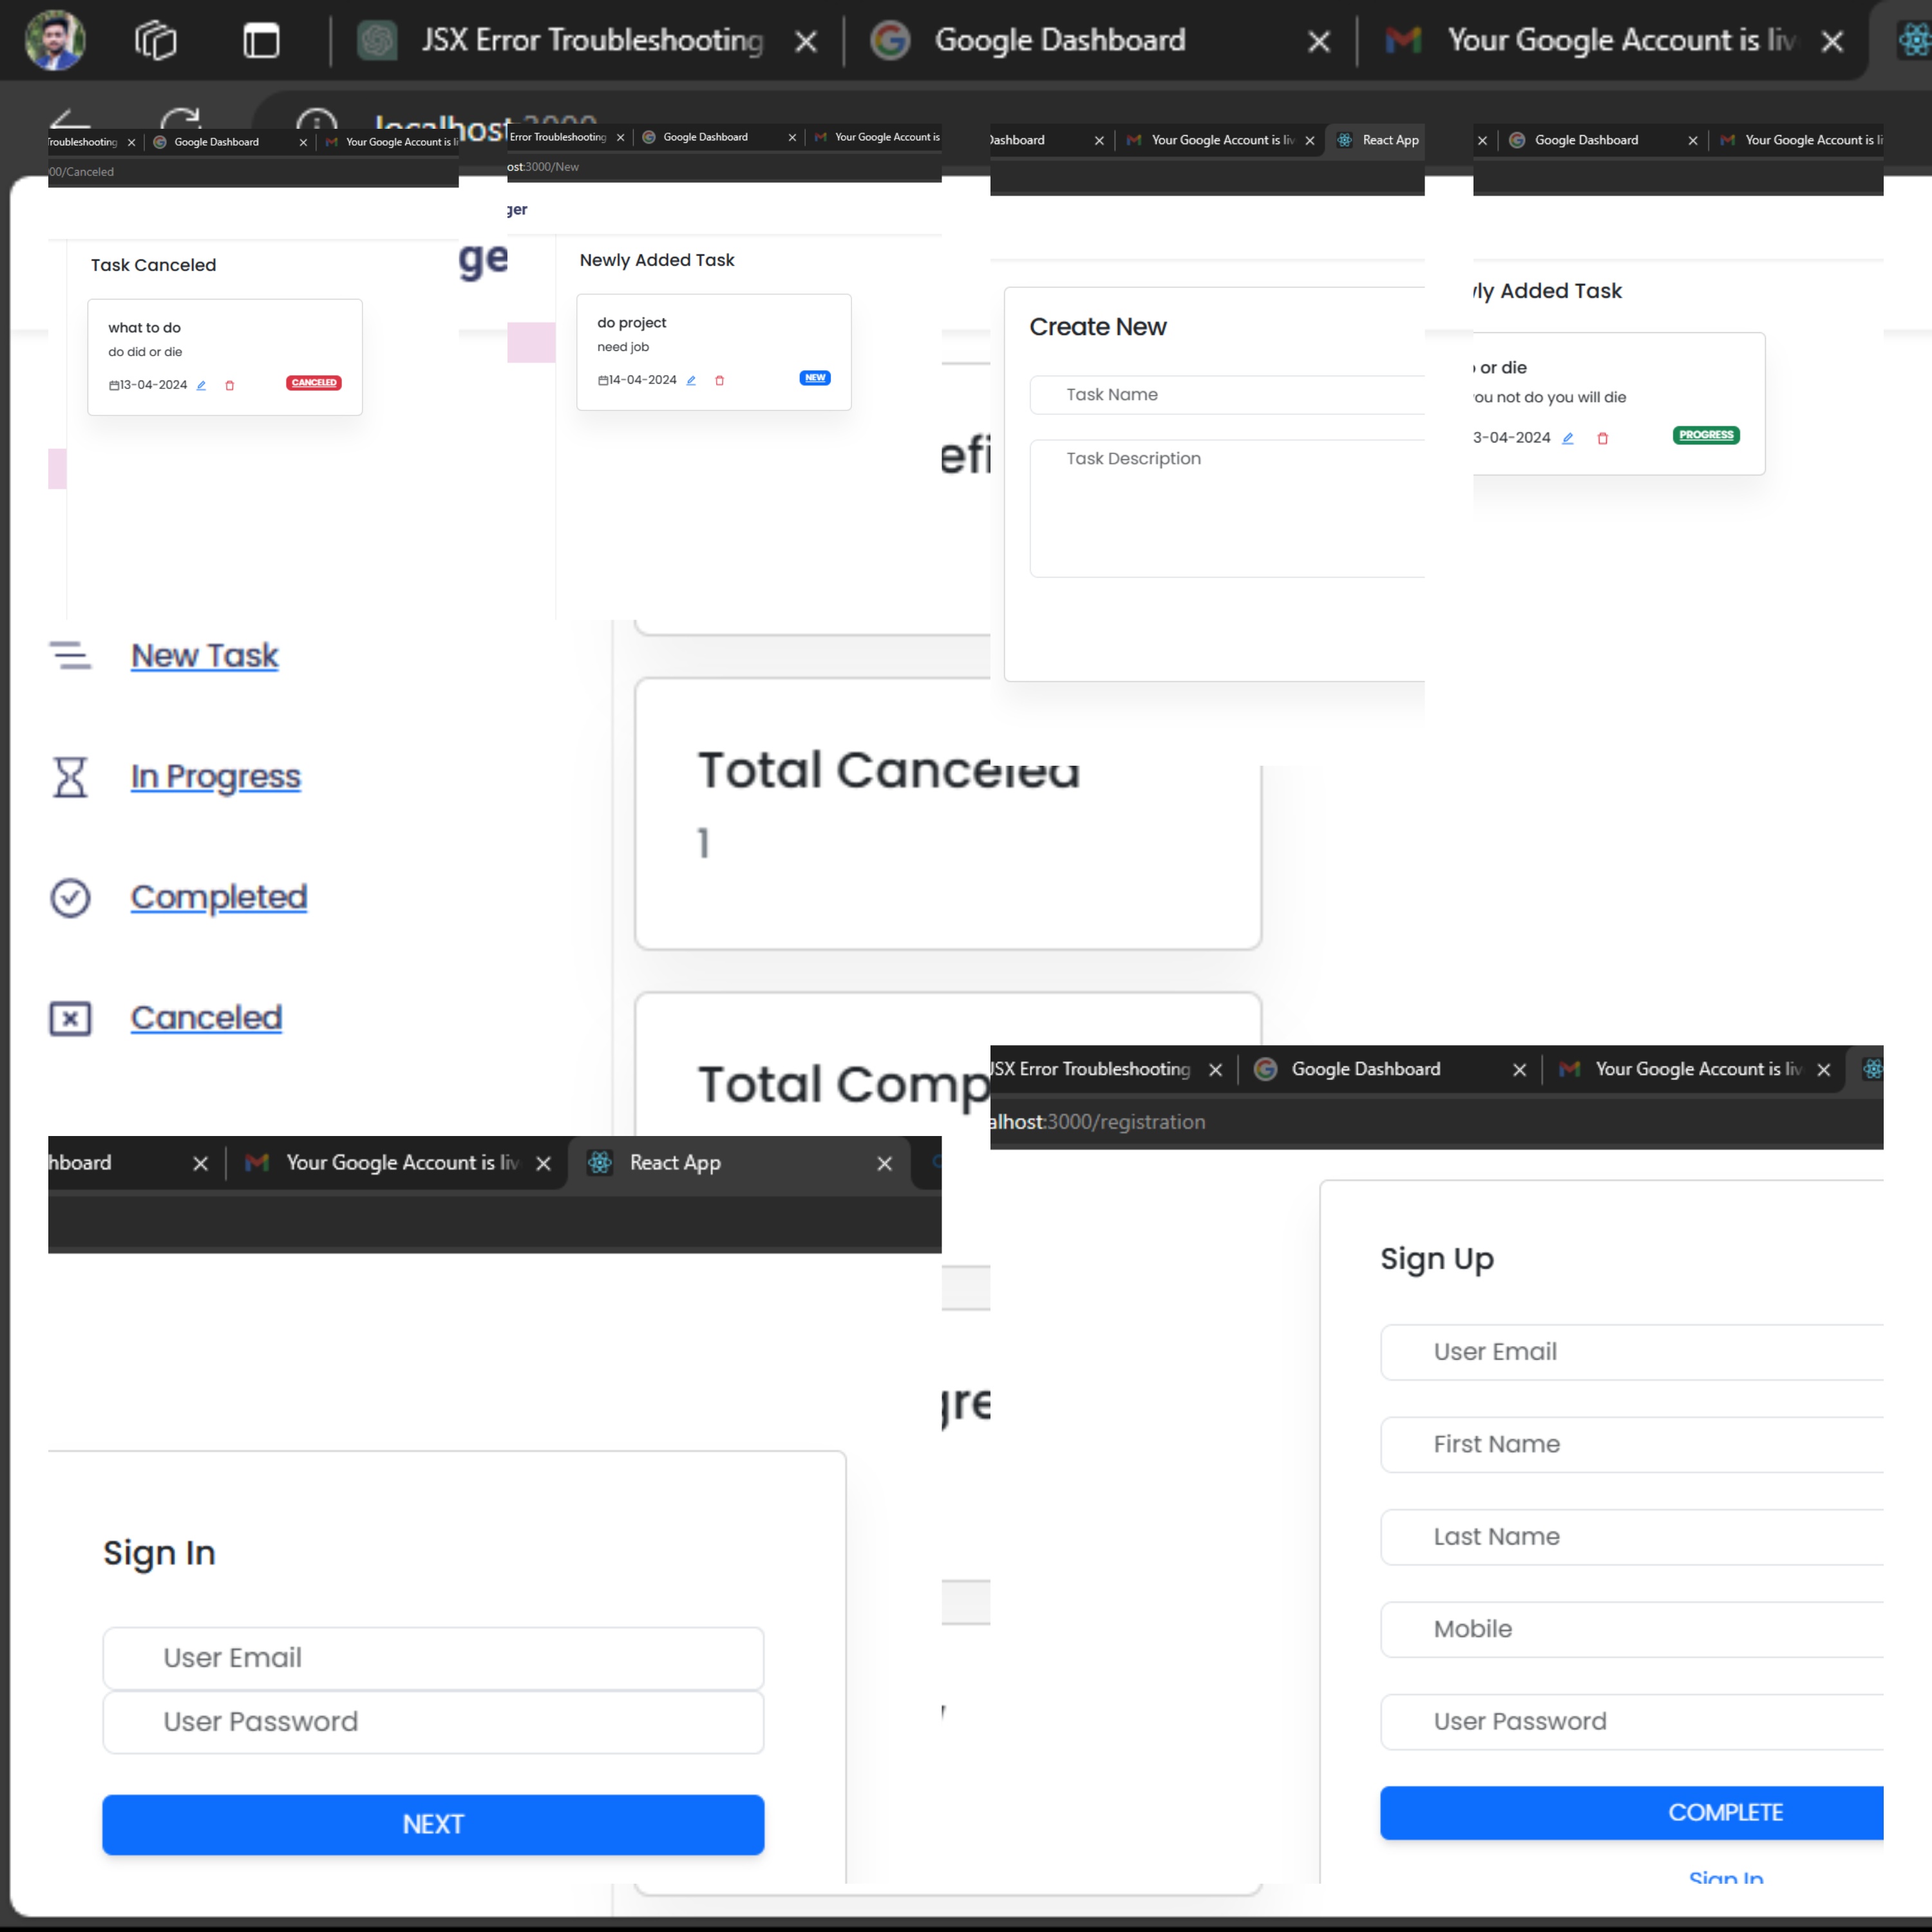 JSX Error Troubleshooting
Google Dashboard
Your Google Account is liv
localhost:3000
Troubleshooting
Google Dashboard
Your Google Account is li
00/Canceled
Task Canceled
what to do
do did or die
13-04-2024
CANCELED
Error Troubleshooting
Google Dashboard
Your Google Account is
ost:3000/New
ger
Newly Added Task
do project
need job
14-04-2024
NEW
Dashboard
Your Google Account is liv
React App
Create New
Task Name
Task Description
Google Dashboard
Your Google Account is li
wly Added Task
or die
ou not do you will die
3-04-2024
PROGRESS
ge
efi
New Task
In Progress
Completed
Canceled
Total Canceled
1
Total Comp
gre
hboard
Your Google Account is liv
React App
Sign In
User Email
User Password
NEXT
JSX Error Troubleshooting
Google Dashboard
Your Google Account is liv
alhost:3000/registration
Sign Up
User Email
First Name
Last Name
Mobile
User Password
COMPLETE
Sign In